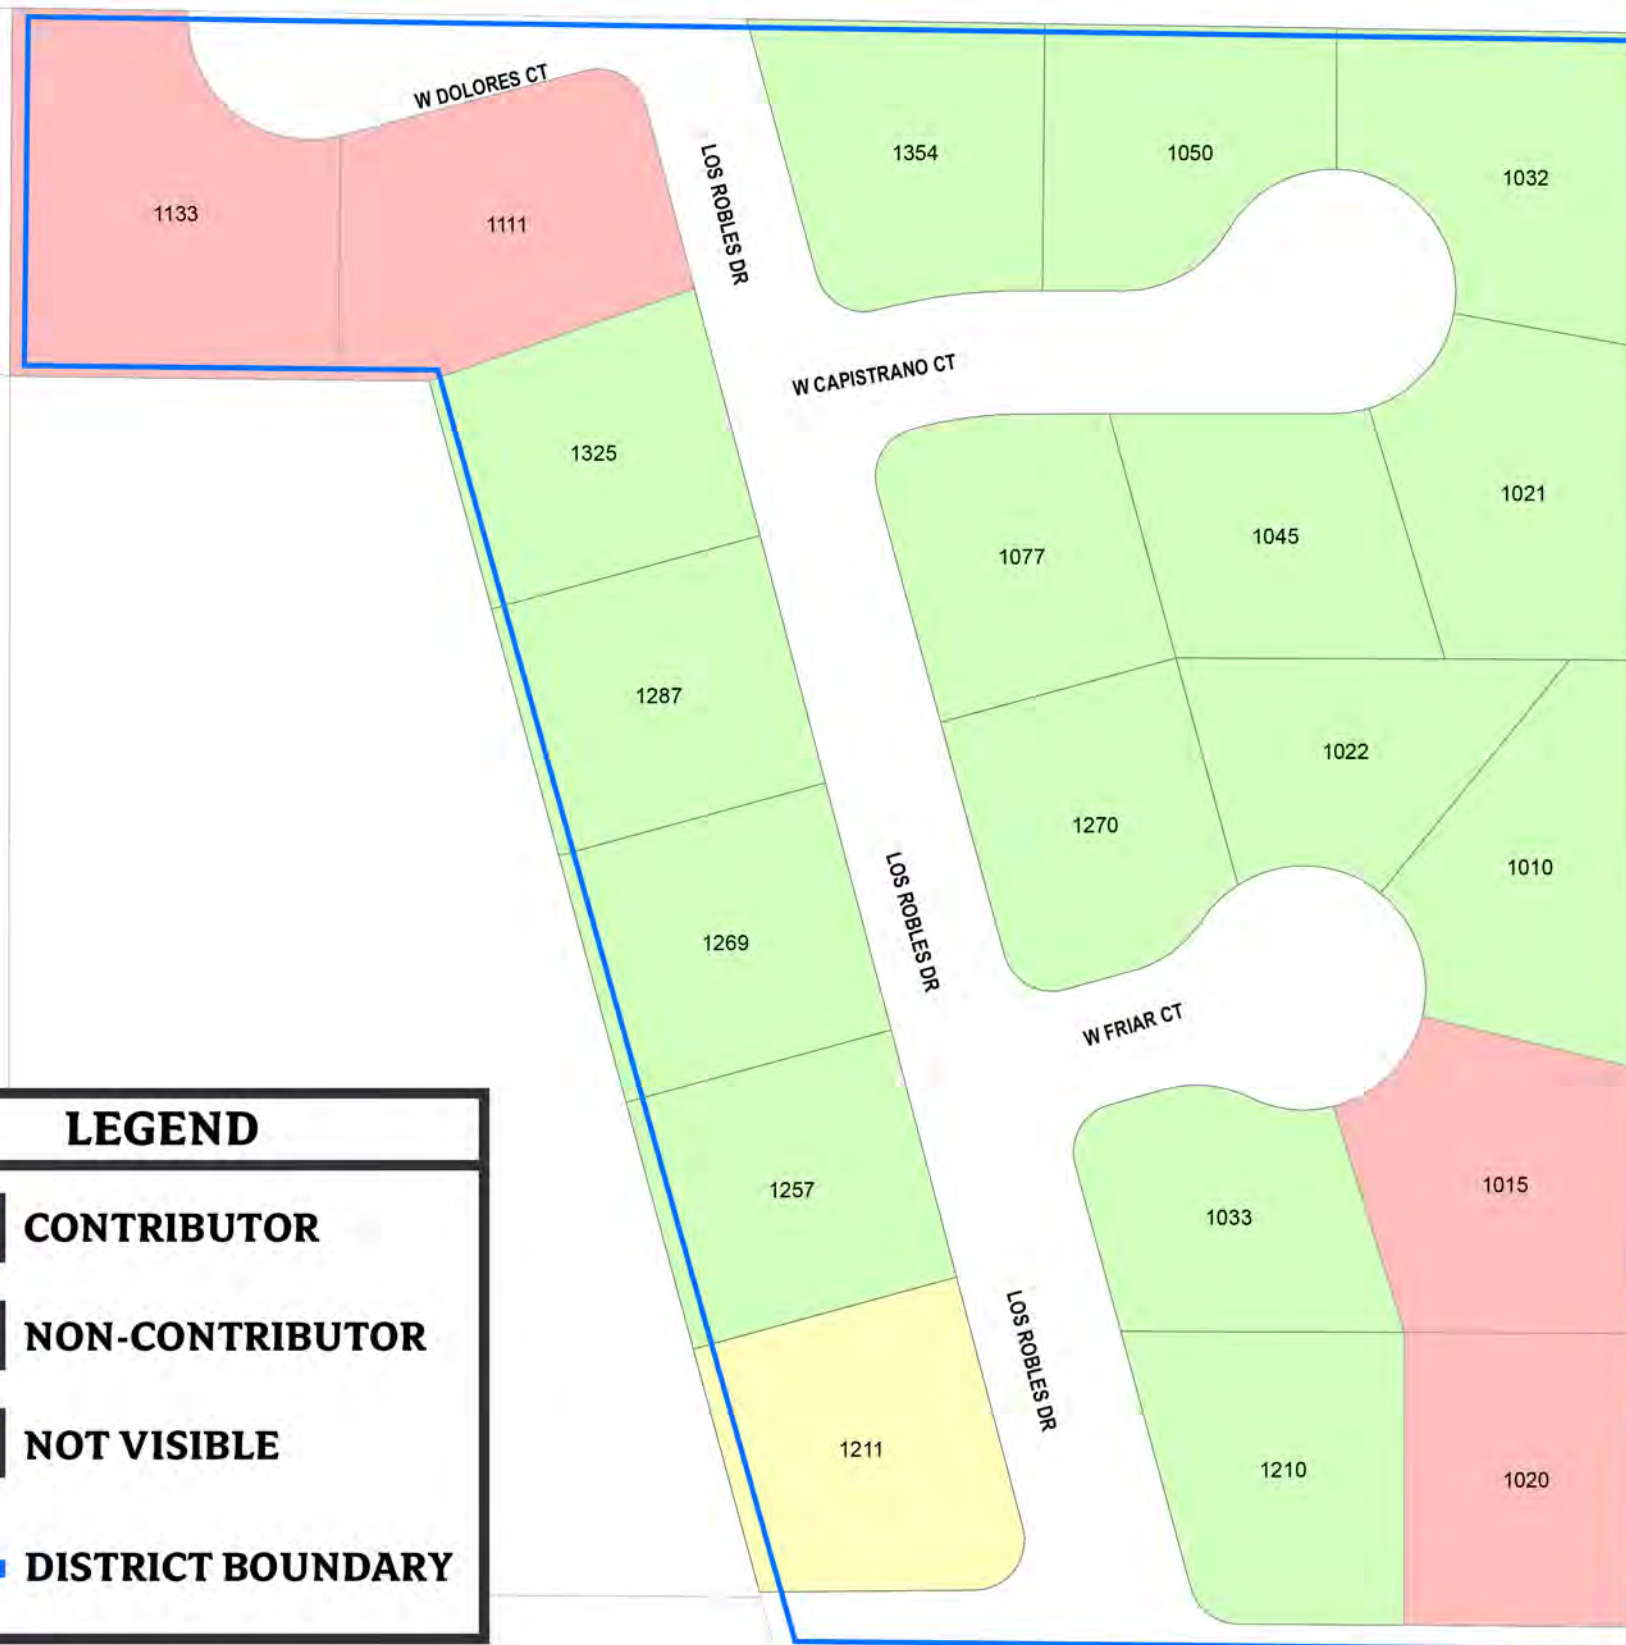 W DOLORES CT
LOS ROBLES DR
1354
1050
1032
1133
1111
W CAPISTRANO CT
1325
1021
1077
1045
1287
1022
1270
1010
LOS ROBLES DR
1269
W FRIAR CT
1257
1033
1015
LOS ROBLES DR
1211
1210
1020
LEGEND
CONTRIBUTOR
NON-CONTRIBUTOR
NOT VISIBLE
DISTRICT BOUNDARY